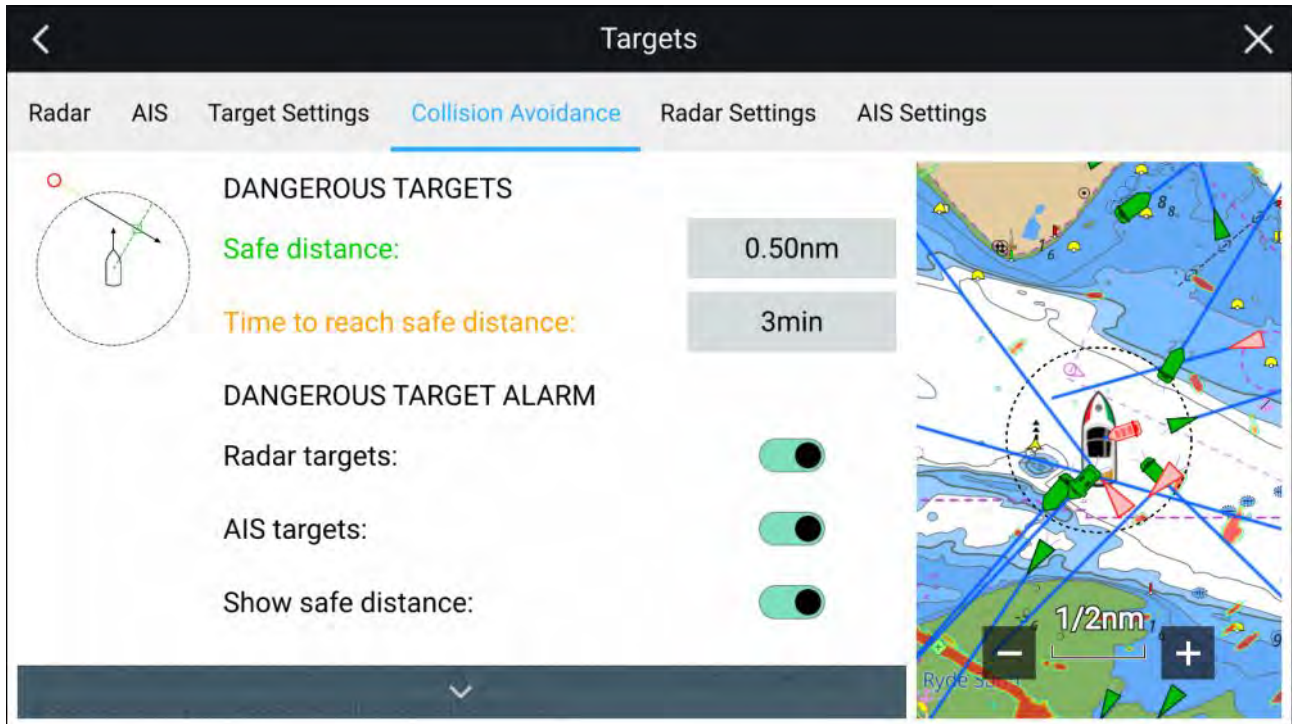 Targets
Radar AIS Target Settings Collision Avoidance Radar Settings AIS Settings
DANGEROUS TARGETS
Safe distance: 0.50nm
Time to reach safe distance: 3min
DANGEROUS TARGET ALARM
Radar targets:
AIS targets:
Show safe distance:
1/2nm